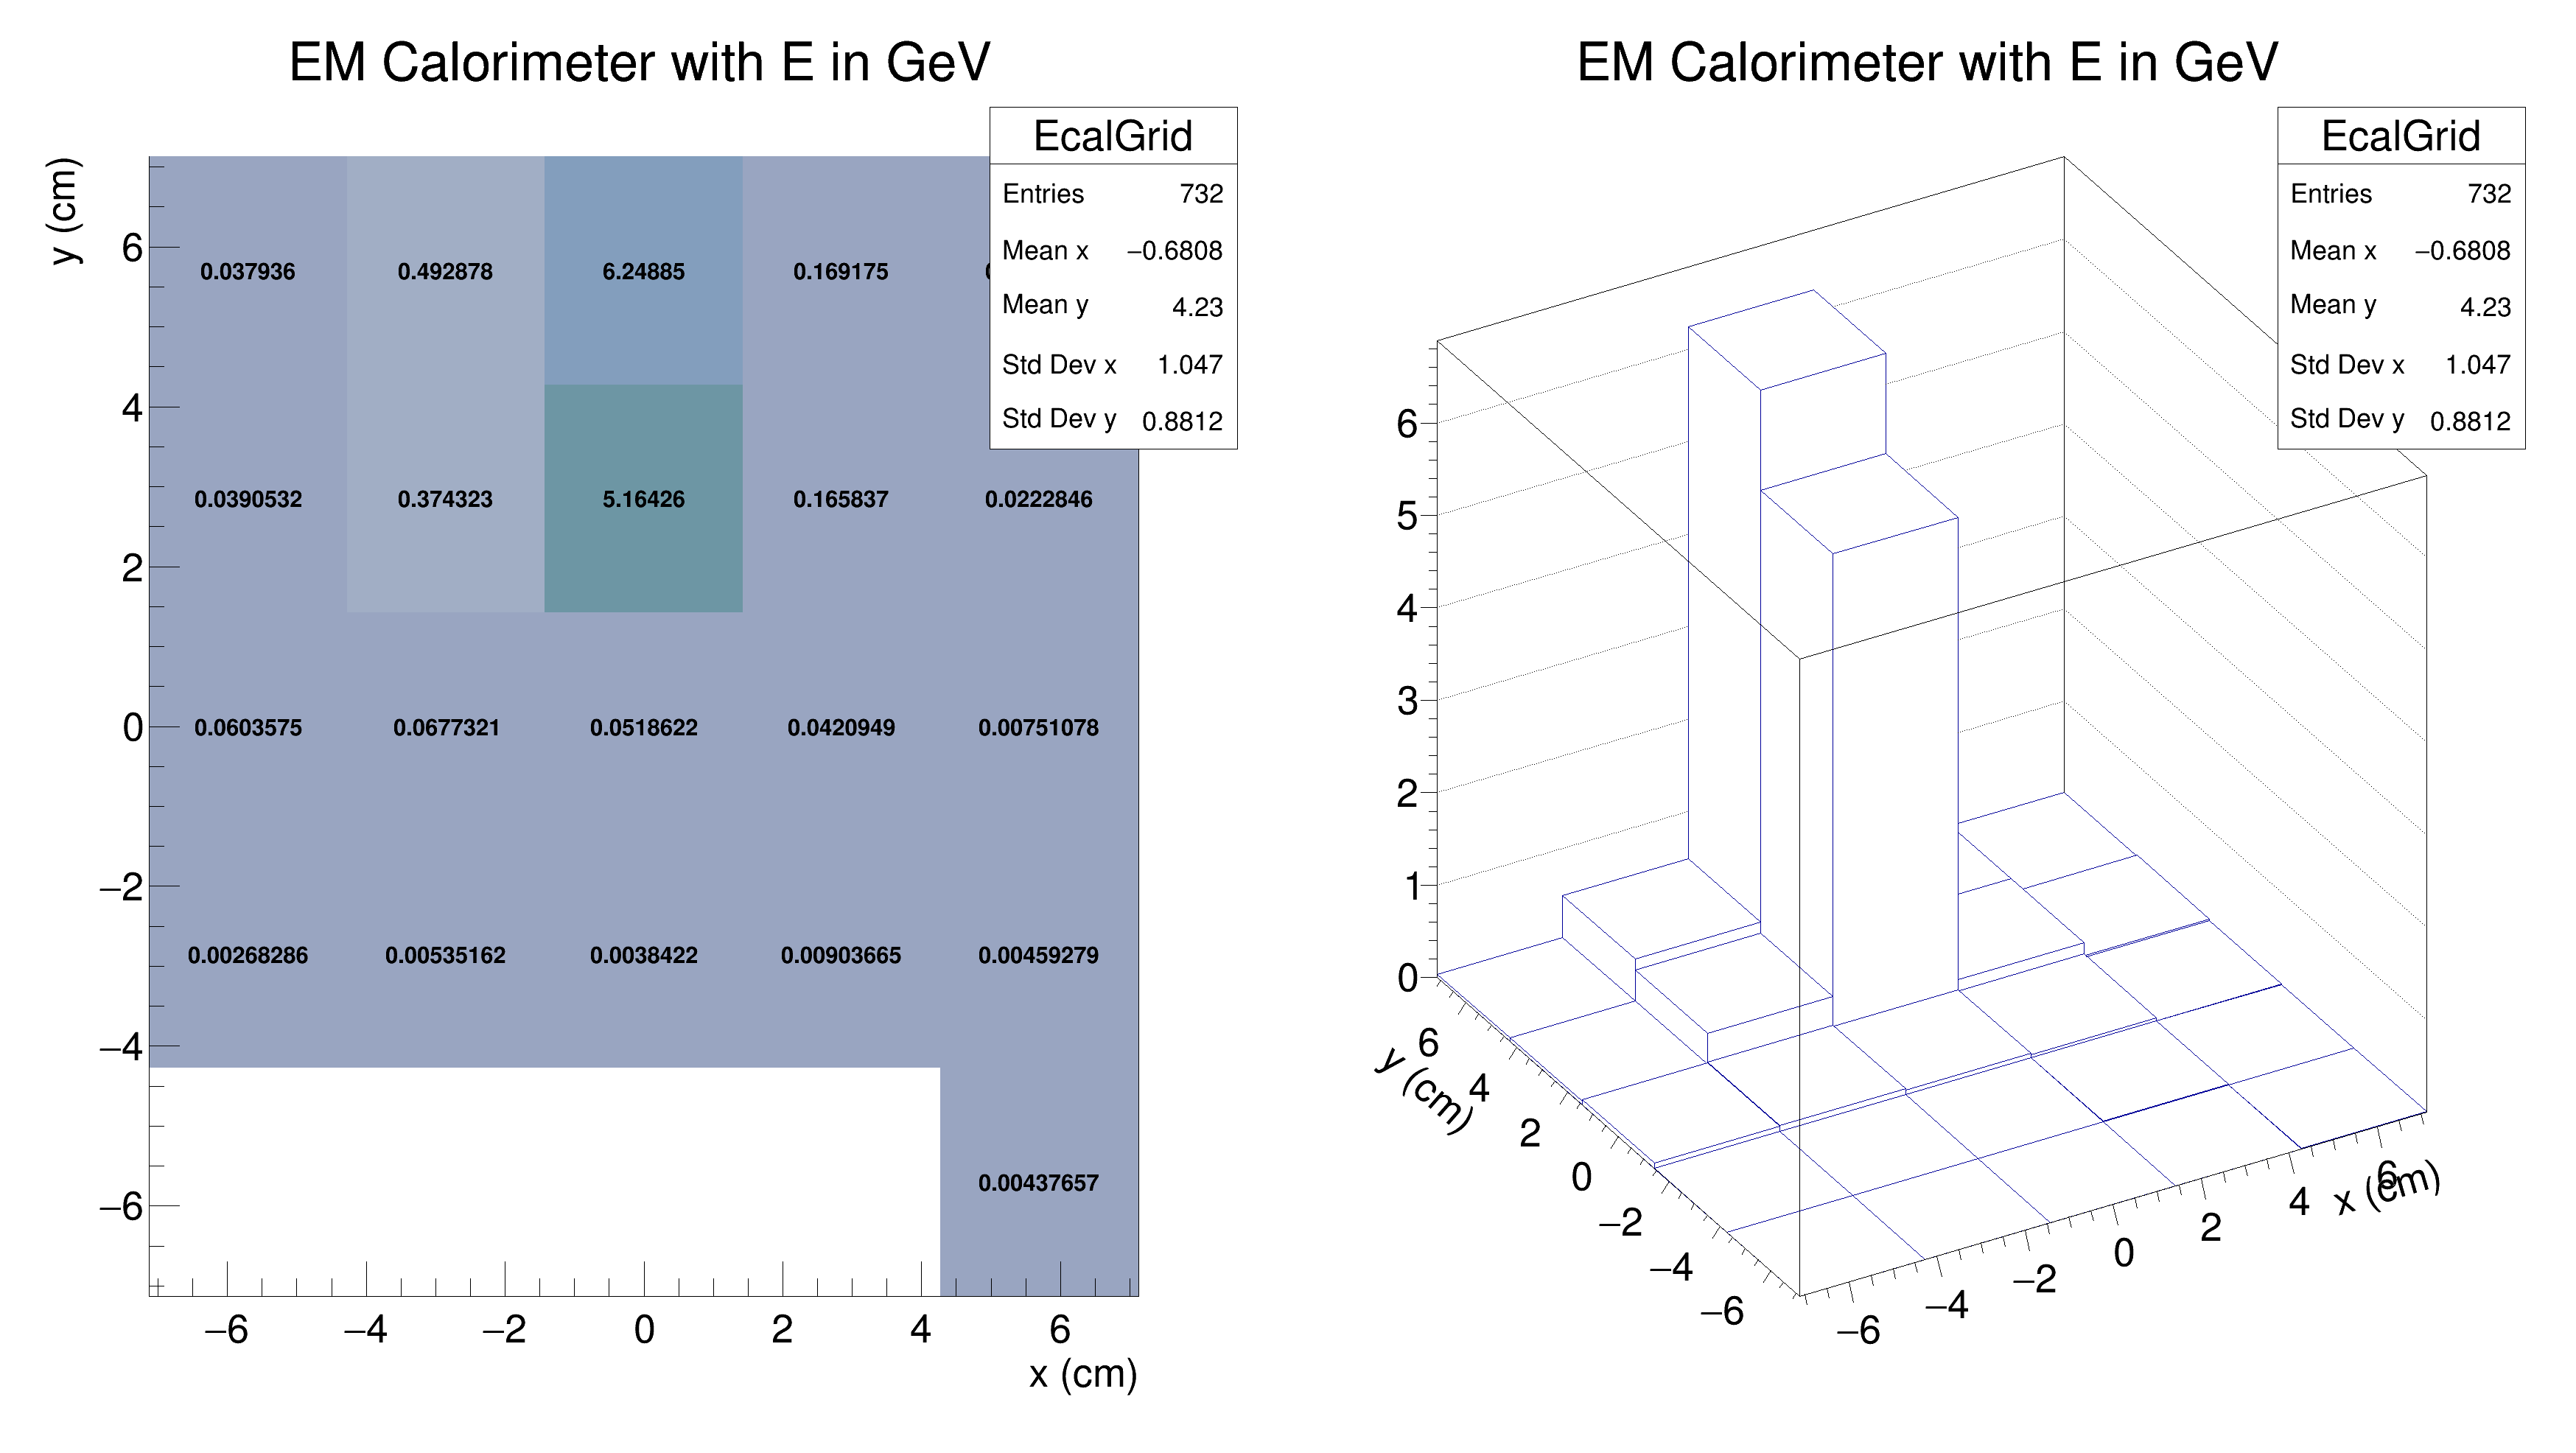 EM Calorimeter with E in GeV
EcalGrid
Entries 732
Mean x −0.6808
Mean y 4.23
Std Dev x 1.047
Std Dev y 0.8812
y (cm)
6
4
2
0
−2
−4
−6
0.037936 0.492878 6.24885 0.169175
0.0390532 0.374323 5.16426 0.165837 0.0222846
0.0603575 0.0677321 0.0518622 0.0420949 0.00751078
0.00268286 0.00535162 0.0038422 0.00903665 0.00459279
0.00437657
−6 −4 −2 0 2 4 6
x (cm)
EM Calorimeter with E in GeV
EcalGrid
Entries 732
Mean x −0.6808
Mean y 4.23
Std Dev x 1.047
Std Dev y 0.8812
6
5
4
3
2
1
0
y (cm)
6
4
2
0
−2
−4
−6
−6 −4 −2 0 2 4 6
x (cm)